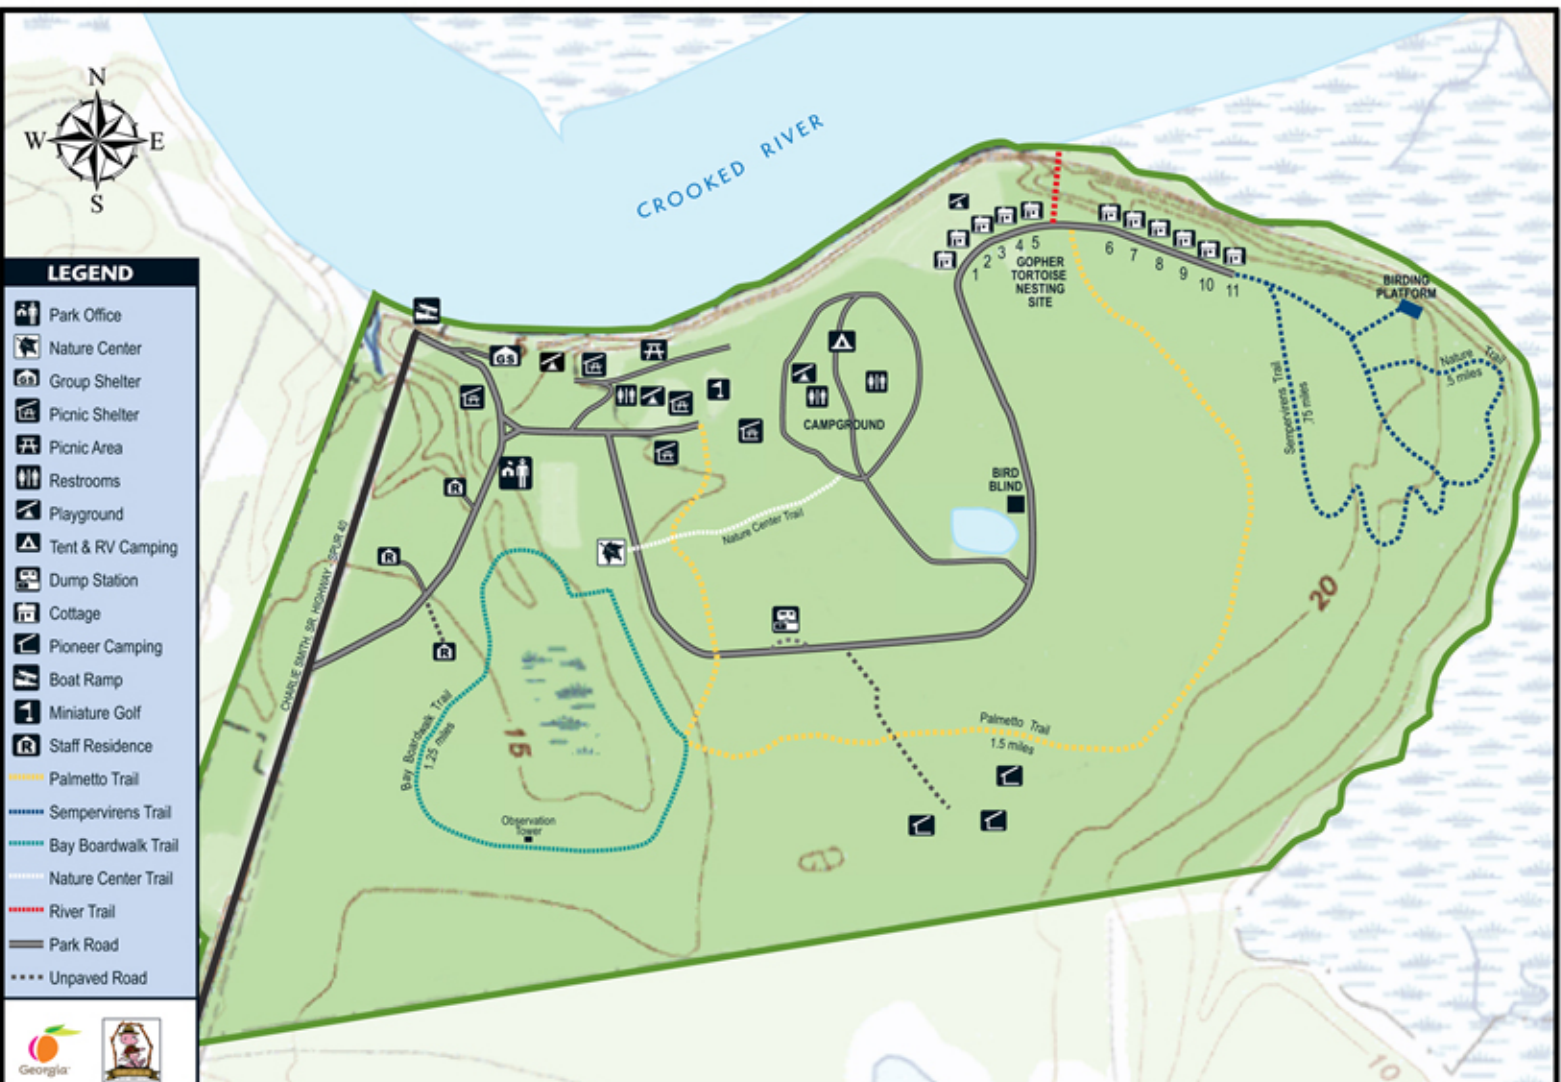 N
W E
S
CROOKED RIVER
LEGEND
Park Office
Nature Center
GS
Group Shelter
Picnic Shelter
Picnic Area
Restrooms
Playground
Tent & RV Camping
Dump Station
Cottage
Pioneer Camping
Boat Ramp
Miniature Golf
R
Staff Residence
Palmetto Trail
Sempervirens Trail
Bay Boardwalk Trail
Nature Center Trail
River Trail
Park Road
Unpaved Road
Georgia
GS
R
R
R
CHARLIE SMITH, SR. HIGHWAY - SPUR 40
CAMPGROUND
Nature Center Trail
1
2
3
4
5
GOPHER
TORTOISE
NESTING
SITE
6
7
8
9
10
11
BIRDING
PLATFORM
Nature Trail
.5 miles
Sempervirens Trail
.75 miles
BIRD
BLIND
20
Palmetto Trail
1.5 miles
Bay Boardwalk Trail
1.25 miles
15
Observation
Tower
10